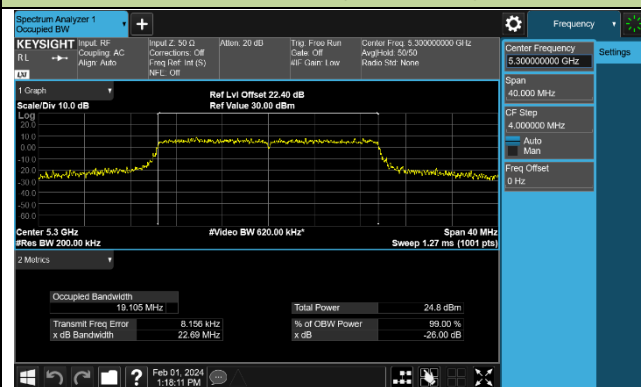 Spectrum Analyzer 1
Occupied BW
Frequency
KEYSIGHT
Input: RF
Input Z: 50 Ω
Atten: 20 dB
Trig: Free Run
Center Freq: 5.300000000 GHz
RL
Coupling: AC
Corrections: Off
Gate: Off
Avg|Hold: 50/50
Align: Auto
Freq Ref: Int (S)
#IF Gain: Low
Radio Std: None
LXI
NFE: Off
Center Frequency
5.300000000 GHz
Settings
Span
40.000 MHz
CF Step
4.000000 MHz
Auto
Man
Freq Offset
0 Hz
1 Graph
Ref Lvl Offset 22.40 dB
Scale/Div 10.0 dB
Ref Value 30.00 dBm
Log
20.0
10.0
0.00
-10.0
-20.0
-30.0
-40.0
-50.0
-60.0
Center 5.3 GHz
#Video BW 620.00 kHz*
Span 40 MHz
#Res BW 200.00 kHz
Sweep 1.27 ms (1001 pts)
2 Metrics
Occupied Bandwidth
19.105 MHz
Total Power
24.8 dBm
Transmit Freq Error
8.156 kHz
% of OBW Power
99.00 %
x dB Bandwidth
22.69 MHz
x dB
-26.00 dB
?
Feb 01, 2024
1:18:11 PM